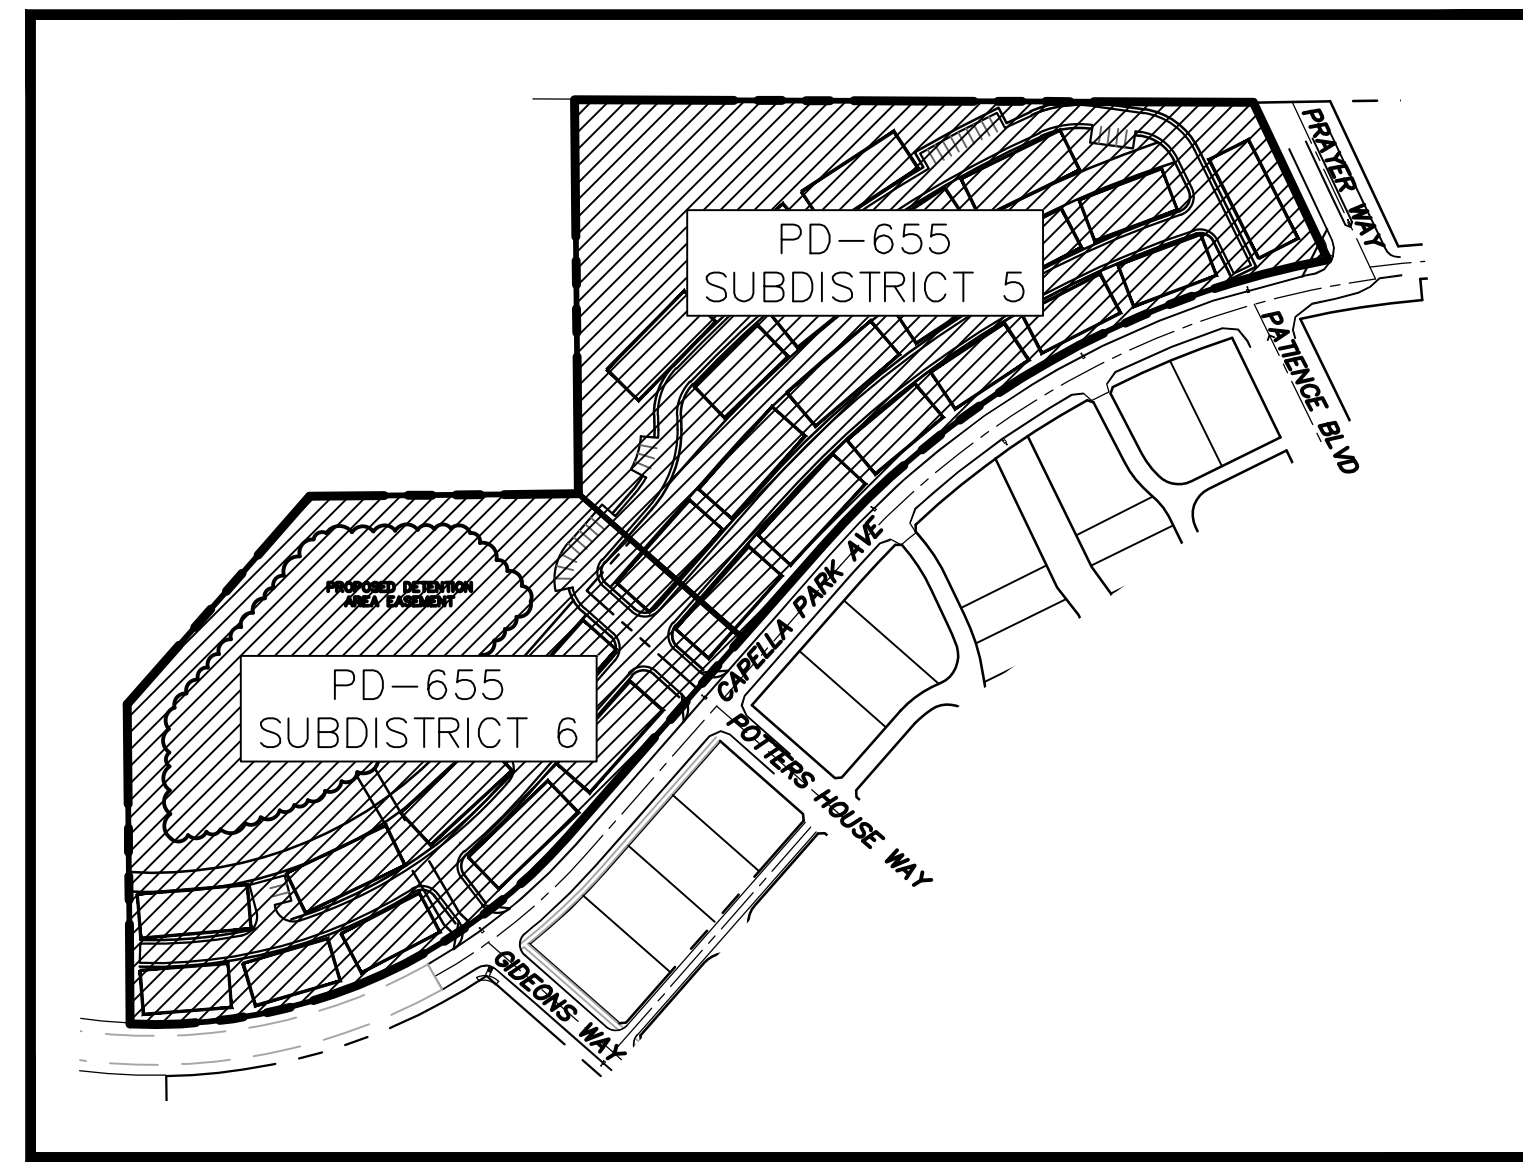 PRAYER WAY
PD-655
SUBDISTRICT 5
PATIENCE BLVD
CAPELLA PARK AVE
PROPOSED DETENTION
AREA EASEMENT
PD-655
SUBDISTRICT 6
POTTERS HOUSE WAY
GIDEONS WAY